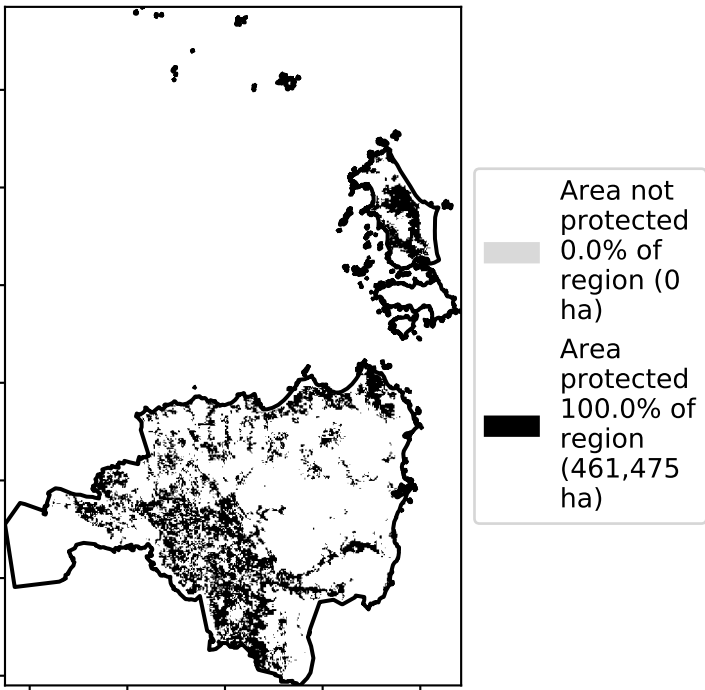 Area not
protected
0.0% of
region (0
ha)
Area
protected
100.0% of
region
(461,475
ha)